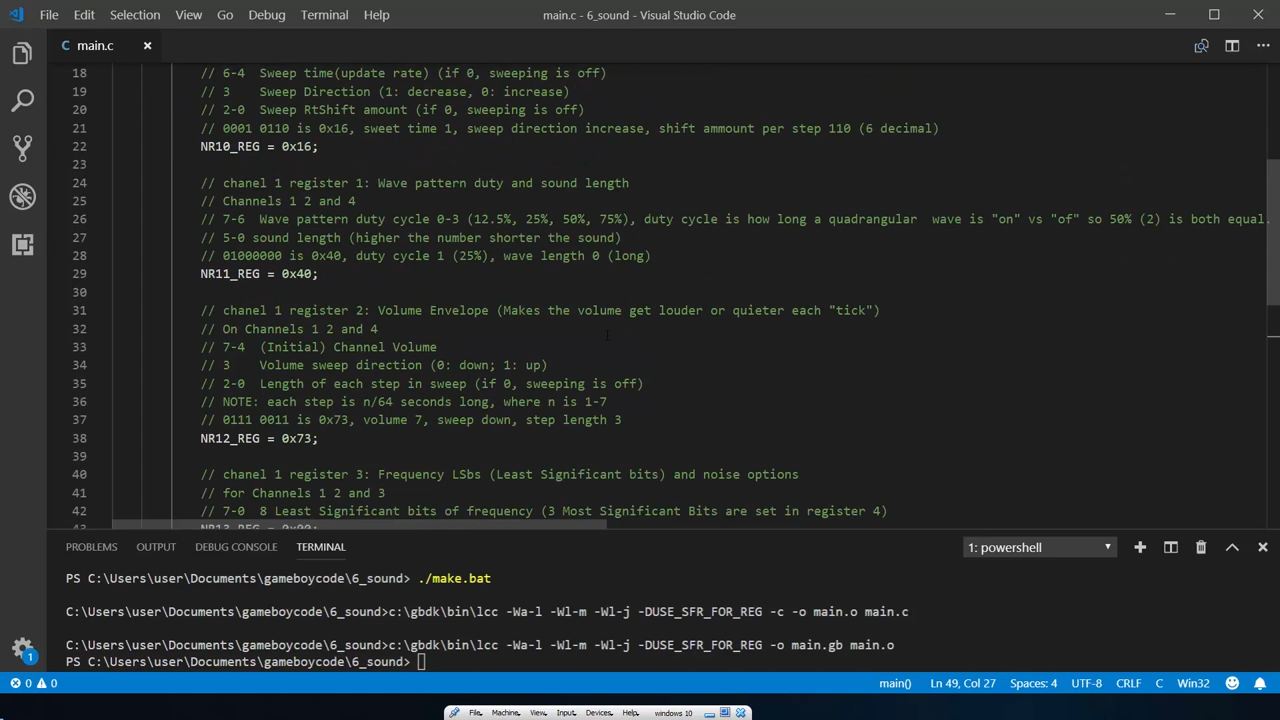 File Edit Selection View Go Debug Terminal Help main.c - 6_sound - Visual Studio Code
C main.c
18 // 6-4  Sweep time(update rate) (if 0, sweeping is off)
19 // 3    Sweep Direction (1: decrease, 0: increase)
20 // 2-0  Sweep RtShift amount (if 0, sweeping is off)
21 // 0001 0110 is 0x16, sweet time 1, sweep direction increase, shift ammount per step 110 (6 decimal)
22 NR10_REG = 0x16;
23
24 // chanel 1 register 1: Wave pattern duty and sound length
25 // Channels 1 2 and 4
26 // 7-6  Wave pattern duty cycle 0-3 (12.5%, 25%, 50%, 75%), duty cycle is how long a quadrangular  wave is "on" vs "of" so 50% (2) is both equal.
27 // 5-0 sound length (higher the number shorter the sound)
28 // 01000000 is 0x40, duty cycle 1 (25%), wave length 0 (long)
29 NR11_REG = 0x40;
30
31 // chanel 1 register 2: Volume Envelope (Makes the volume get louder or quieter each "tick")
32 // On Channels 1 2 and 4
33 // 7-4  (Initial) Channel Volume
34 // 3    Volume sweep direction (0: down; 1: up)
35 // 2-0  Length of each step in sweep (if 0, sweeping is off)
36 // NOTE: each step is n/64 seconds long, where n is 1-7
37 // 0111 0011 is 0x73, volume 7, sweep down, step length 3
38 NR12_REG = 0x73;
39
40 // chanel 1 register 3: Frequency LSbs (Least Significant bits) and noise options
41 // for Channels 1 2 and 3
42 // 7-0  8 Least Significant bits of frequency (3 Most Significant Bits are set in register 4)
43 NR13_REG = 0x00;
PROBLEMS OUTPUT DEBUG CONSOLE TERMINAL 1: powershell
PS C:\Users\user\Documents\gameboycode\6_sound> ./make.bat
C:\Users\user\Documents\gameboycode\6_sound>c:\gbdk\bin\lcc -Wa-l -Wl-m -Wl-j -DUSE_SFR_FOR_REG -c -o main.o main.c
C:\Users\user\Documents\gameboycode\6_sound>c:\gbdk\bin\lcc -Wa-l -Wl-m -Wl-j -DUSE_SFR_FOR_REG -o main.gb main.o
PS C:\Users\user\Documents\gameboycode\6_sound>
1
0 0 main() Ln 49, Col 27 Spaces: 4 UTF-8 CRLF C Win32
File Machine View Input Devices Help windows 10